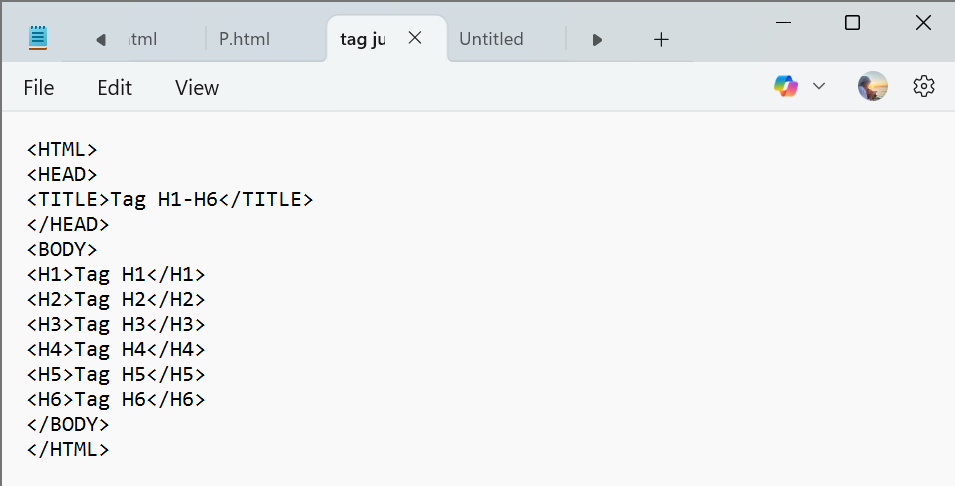 tml P.html tag ju Untitled
File Edit View
<HTML>
<HEAD>
<TITLE>Tag H1-H6</TITLE>
</HEAD>
<BODY>
<H1>Tag H1</H1>
<H2>Tag H2</H2>
<H3>Tag H3</H3>
<H4>Tag H4</H4>
<H5>Tag H5</H5>
<H6>Tag H6</H6>
</BODY>
</HTML>